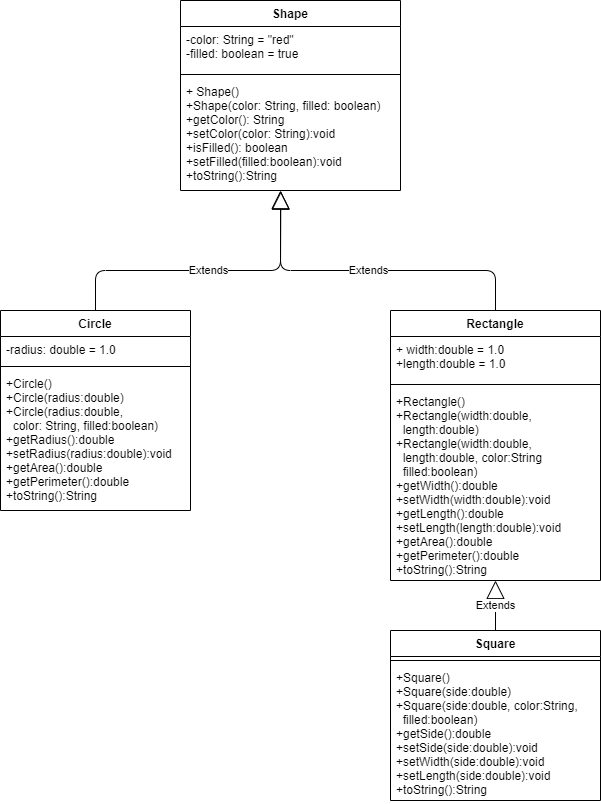 Shape
-color: String = "red"
-filled: boolean = true
+ Shape()
+Shape(color: String, filled: boolean)
+getColor(): String
+setColor(color: String):void
+isFilled(): boolean
+setFilled(filled:boolean):void
+toString():String
Extends
Extends
Circle
-radius: double = 1.0
+Circle()
+Circle(radius:double)
+Circle(radius:double,
color: String, filled:boolean)
+getRadius():double
+setRadius(radius:double):void
+getArea():double
+getPerimeter():double
+toString():String
Rectangle
+ width:double = 1.0
+length:double = 1.0
+Rectangle()
+Rectangle(width:double,
length:double)
+Rectangle(width:double,
length:double, color:String
filled:boolean)
+getWidth():double
+setWidth(width:double):void
+getLength():double
+setLength(length:double):void
+getArea():double
+getPerimeter():double
+toString():String
Extends
Square
+Square()
+Square(side:double)
+Square(side:double, color:String,
filled:boolean)
+getSide():double
+setSide(side:double):void
+setWidth(side:double):void
+setLength(side:double):void
+toString():String